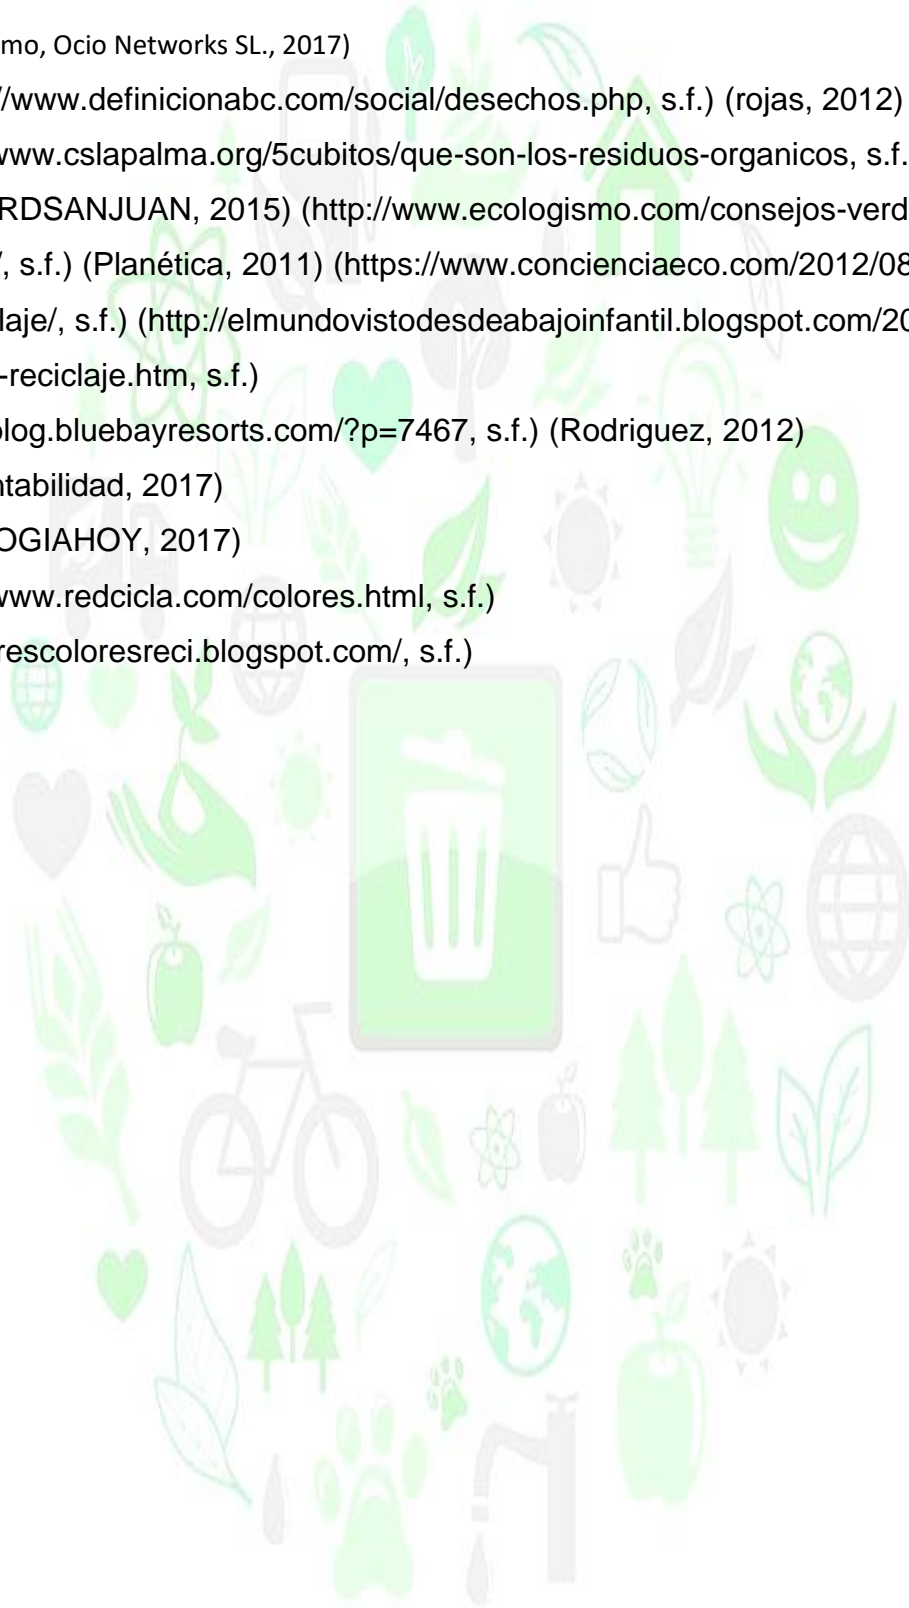 mo, Ocio Networks SL., 2017)
//www.definicionabc.com/social/desechos.php, s.f.) (rojas, 2012)
www.cslapalma.org/5cubitos/que-son-los-residuos-organicos, s.f.
RDSANJUAN, 2015) (http://www.ecologismo.com/consejos-verd
/, s.f.) (Planética, 2011) (https://www.concienciaeco.com/2012/08
laje/, s.f.) (http://elmundovistodesdeabajoinfantil.blogspot.com/20
-reciclaje.htm, s.f.)
blog.bluebayresorts.com/?p=7467, s.f.) (Rodriguez, 2012)
ntabilidad, 2017)
OGIAHOY, 2017)
www.redcicla.com/colores.html, s.f.)
rescoloresreci.blogspot.com/, s.f.)